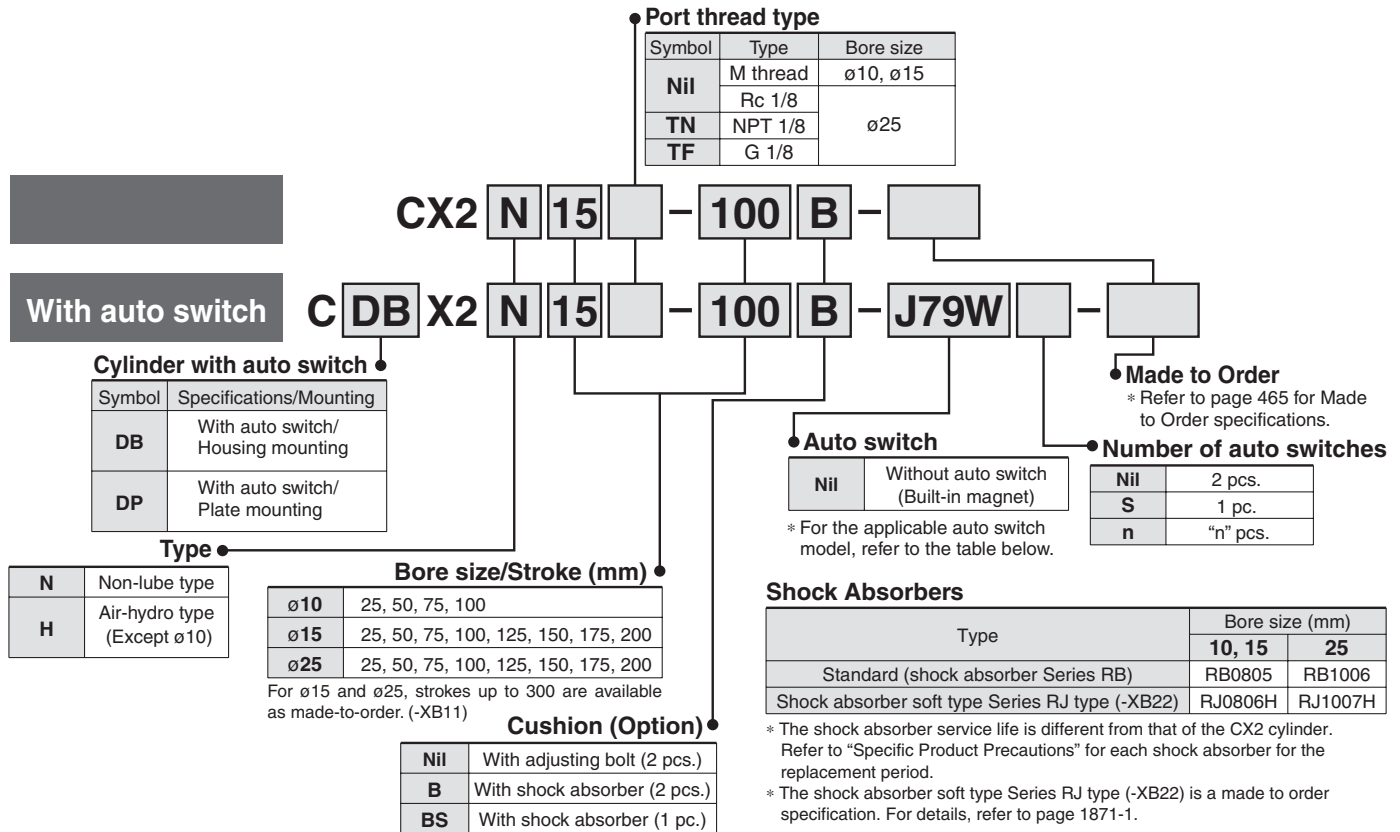 Port thread type
Symbol Type Bore size
Nil M thread ø10, ø15
Rc 1/8 ø25
TN NPT 1/8
TF G 1/8
CX2 N 15 – 100 B –
With auto switch C DB X2 N 15 – 100 B – J79W –
Cylinder with auto switch
Symbol Specifications/Mounting
DB With auto switch/
Housing mounting
DP With auto switch/
Plate mounting
Type
N Non-lube type
H Air-hydro type
(Except ø10)
Bore size/Stroke (mm)
ø10 25, 50, 75, 100
ø15 25, 50, 75, 100, 125, 150, 175, 200
ø25 25, 50, 75, 100, 125, 150, 175, 200
For ø15 and ø25, strokes up to 300 are available
as made-to-order. (-XB11)
Cushion (Option)
Nil With adjusting bolt (2 pcs.)
B With shock absorber (2 pcs.)
BS With shock absorber (1 pc.)
Auto switch
Nil Without auto switch
(Built-in magnet)
* For the applicable auto switch
model, refer to the table below.
Made to Order
* Refer to page 465 for Made
to Order specifications.
Number of auto switches
Nil 2 pcs.
S 1 pc.
n “n” pcs.
Shock Absorbers
Type Bore size (mm)
10, 15 25
Standard (shock absorber Series RB) RB0805 RB1006
Shock absorber soft type Series RJ type (-XB22) RJ0806H RJ1007H
* The shock absorber service life is different from that of the CX2 cylinder.
Refer to “Specific Product Precautions” for each shock absorber for the
replacement period.
* The shock absorber soft type Series RJ type (-XB22) is a made to order
specification. For details, refer to page 1871-1.